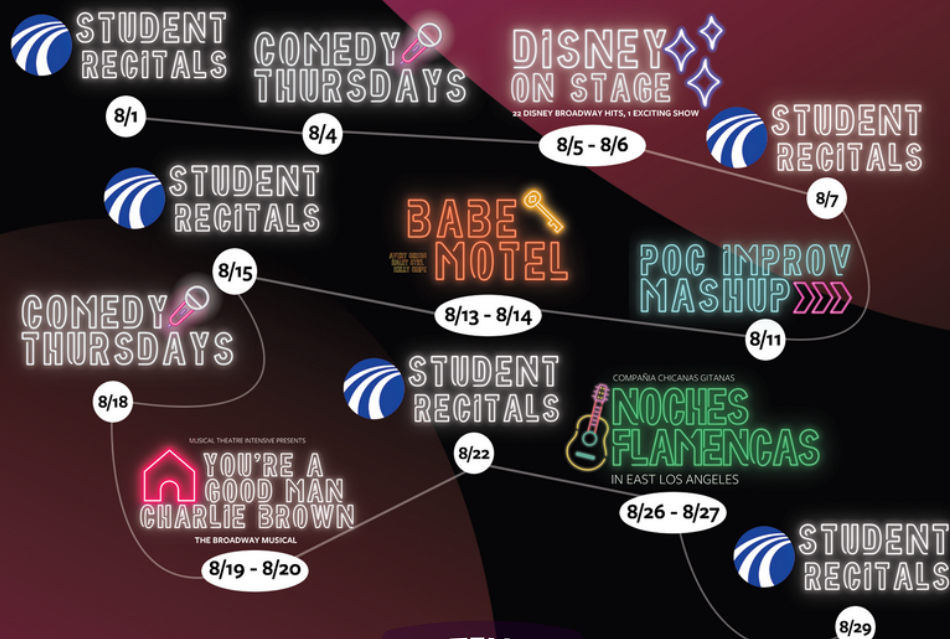 STUDENT
RECITALS
8/1
COMEDY
THURSDAYS
8/4
DISNEY
ON STAGE
22 DISNEY BROADWAY HITS, 1 EXCITING SHOW
8/5 - 8/6
STUDENT
RECITALS
8/7
POC IMPROV
MASHUP
8/11
BABE
MOTEL
8/13 - 8/14
STUDENT
RECITALS
8/15
COMEDY
THURSDAYS
8/18
MUSICAL THEATRE INTENSIVE PRESENTS
YOU'RE A
GOOD MAN
CHARLIE BROWN
THE BROADWAY MUSICAL
8/19 - 8/20
STUDENT
RECITALS
8/22
COMPAÑIA CHICANAS GITANAS
NOCHES
FLAMENCAS
IN EAST LOS ANGELES
8/26 - 8/27
STUDENT
RECITALS
8/29